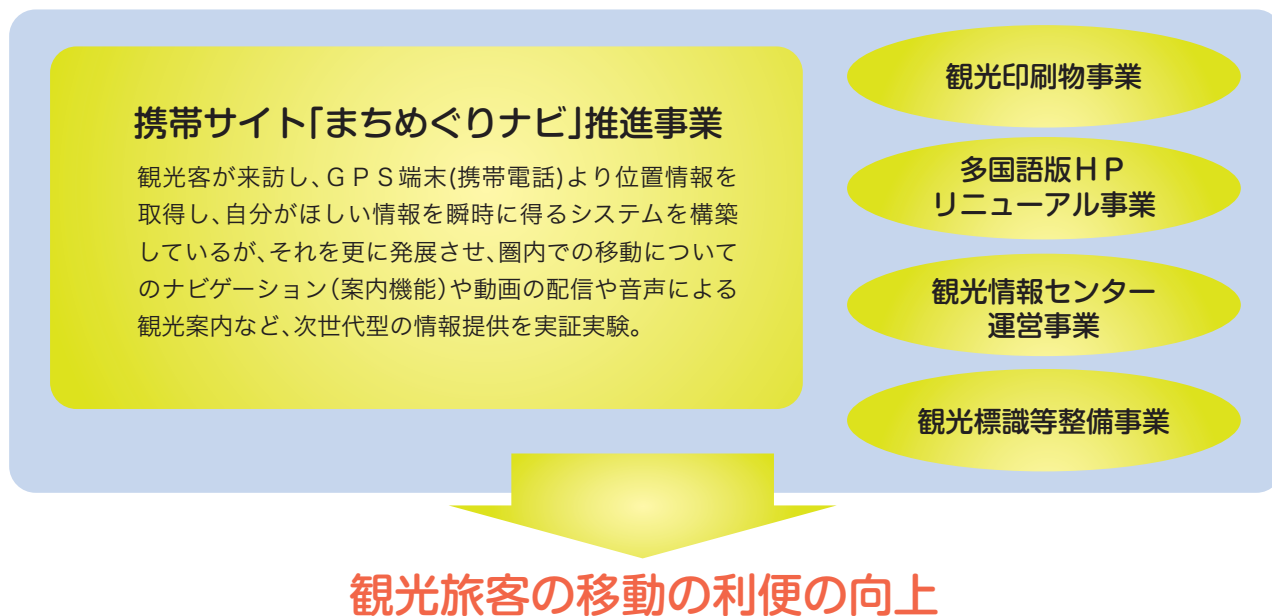 携帯サイト「まちめぐりナビ」推進事業
観光客が来訪し、ＧＰＳ端末(携帯電話)より位置情報を
取得し、自分がほしい情報を瞬時に得るシステムを構築
しているが、それを更に発展させ、圏内での移動について
のナビゲーション（案内機能）や動画の配信や音声による
観光案内など、次世代型の情報提供を実証実験。
観光印刷物事業
多国語版ＨＰ
リニューアル事業
観光情報センター
運営事業
観光標識等整備事業
観光旅客の移動の利便の向上